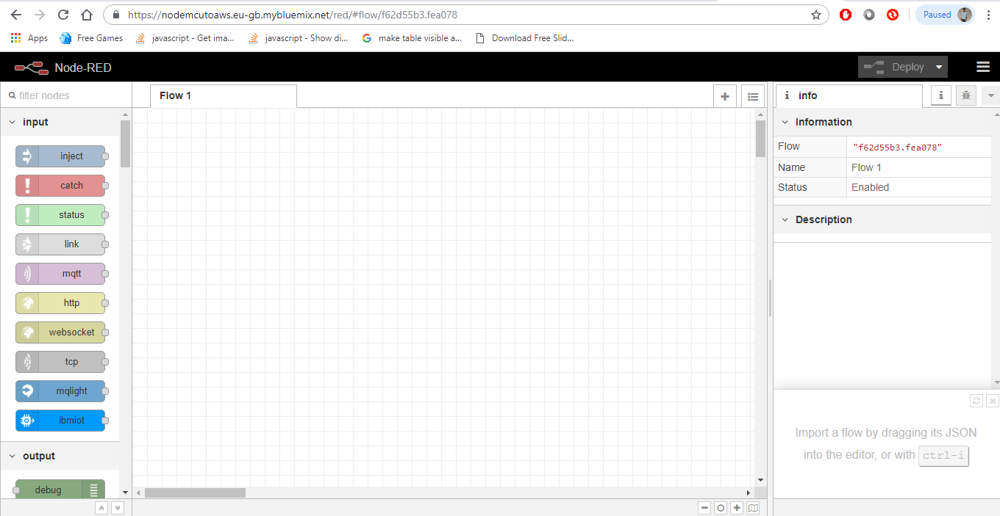 https://nodemcutoaws.eu-gb.mybluemix.net/red/#flow/f62d55b3.fea078
Paused
Apps
Free Games
javascript - Get ima...
javascript - Show di...
make table visible a...
Download Free Slid...
Node-RED
Deploy
filter nodes
Flow 1
info
input
inject
catch
status
link
mqtt
http
websocket
tcp
mqlight
ibmiot
output
debug
Information
Flow "f62d55b3.fea078"
Name Flow 1
Status Enabled
Description
Import a flow by dragging its JSON
into the editor, or with ctrl-i